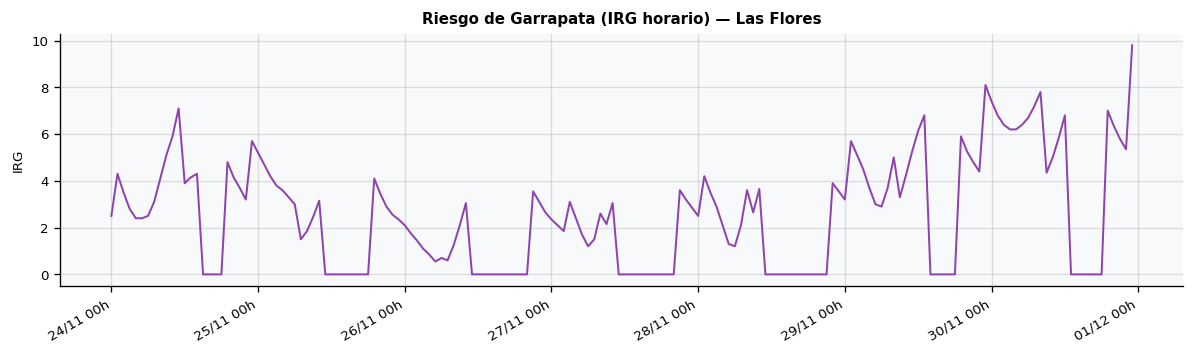 Riesgo de Garrapata (IRG horario) — Las Flores
IRG
10
8
6
4
2
0
24/11 00h
25/11 00h
26/11 00h
27/11 00h
28/11 00h
29/11 00h
30/11 00h
01/12 00h